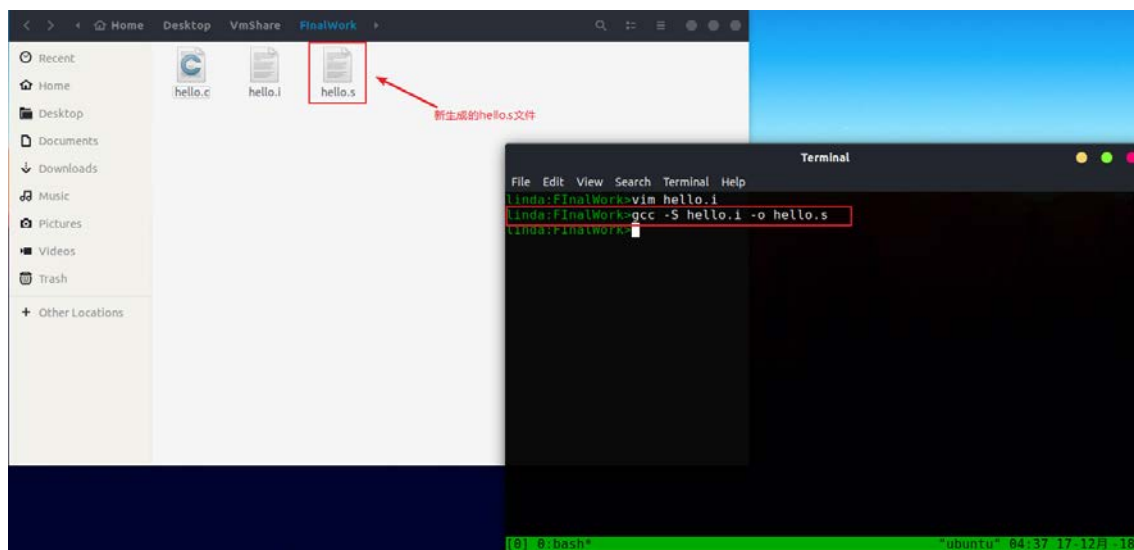 Home Desktop VmShare FInalWork
Recent
Home
Desktop
Documents
Downloads
Music
Pictures
Videos
Trash
+ Other Locations
hello.c hello.i hello.s
新生成的hello.s文件
Terminal
File Edit View Search Terminal Help
linda:FInalWork>vim hello.i
linda:FInalWork>gcc -S hello.i -o hello.s
linda:FInalWork>
[0] 0:bash* "ubuntu" 04:37 17-12月-18